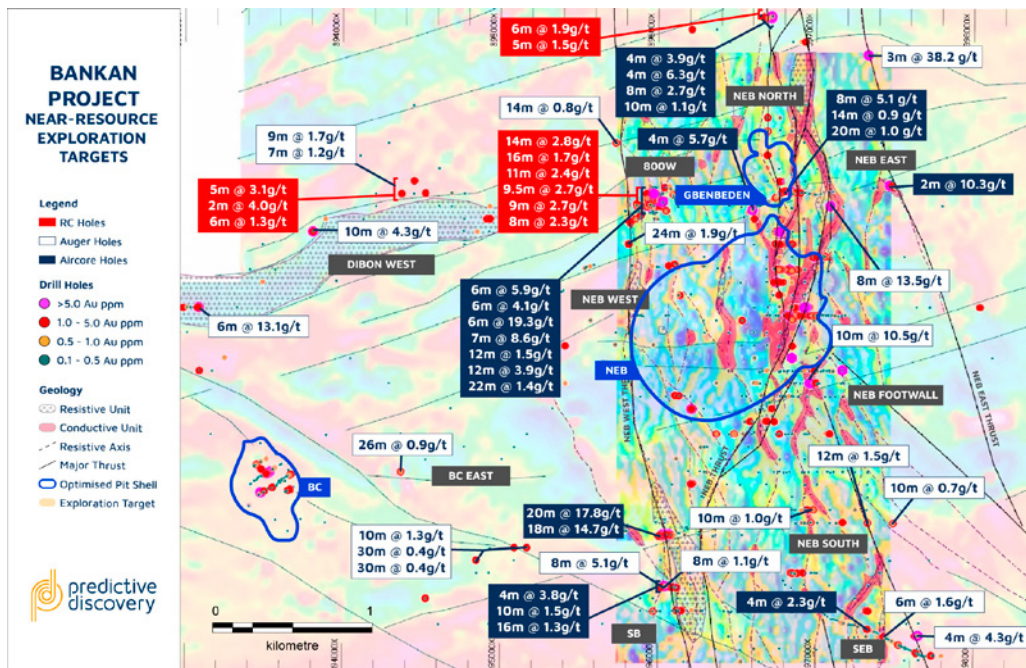 BANKAN
PROJECT
NEAR-RESOURCE
EXPLORATION
TARGETS
Legend
RC Holes
Auger Holes
Aircore Holes
Drill Holes
>5.0 Au ppm
1.0 - 5.0 Au ppm
0.5 - 1.0 Au ppm
0.1 - 0.5 Au ppm
Geology
Resistive Unit
Conductive Unit
Resistive Axis
Major Thrust
Optimised Pit Shell
Exploration Target
predictive
discovery
6m @ 1.9g/t
5m @ 1.5g/t
4m @ 3.9g/t
4m @ 6.3g/t
8m @ 2.7g/t
10m @ 1.1g/t
NEB NORTH
3m @ 38.2 g/t
8m @ 5.1 g/t
14m @ 0.9 g/t
20m @ 1.0 g/t
14m @ 0.8g/t
9m @ 1.7g/t
7m @ 1.2g/t
14m @ 2.8g/t
16m @ 1.7g/t
11m @ 2.4g/t
9.5m @ 2.7g/t
9m @ 2.7g/t
8m @ 2.3g/t
4m @ 5.7g/t
NEB EAST
800W
GBENBEDEN
2m @ 10.3g/t
5m @ 3.1g/t
2m @ 4.0g/t
6m @ 1.3g/t
10m @ 4.3g/t
24m @ 1.9g/t
DIBON WEST
8m @ 13.5g/t
6m @ 5.9g/t
6m @ 4.1g/t
6m @ 19.3g/t
7m @ 8.6g/t
12m @ 1.5g/t
12m @ 3.9g/t
22m @ 1.4g/t
NEB WEST
6m @ 13.1g/t
10m @ 10.5g/t
NEB
NEB FOOTWALL
NEB EAST THRUST
NEB THRUST
12m @ 1.5g/t
26m @ 0.9g/t
BC EAST
BC
10m @ 0.7g/t
20m @ 17.8g/t
18m @ 14.7g/t
10m @ 1.0g/t
10m @ 1.3g/t
30m @ 0.4g/t
30m @ 0.4g/t
NEB SOUTH
8m @ 5.1g/t
8m @ 1.1g/t
4m @ 3.8g/t
10m @ 1.5g/t
16m @ 1.3g/t
4m @ 2.3g/t
6m @ 1.6g/t
SB
SEB
4m @ 4.3g/t
0 1
kilometre